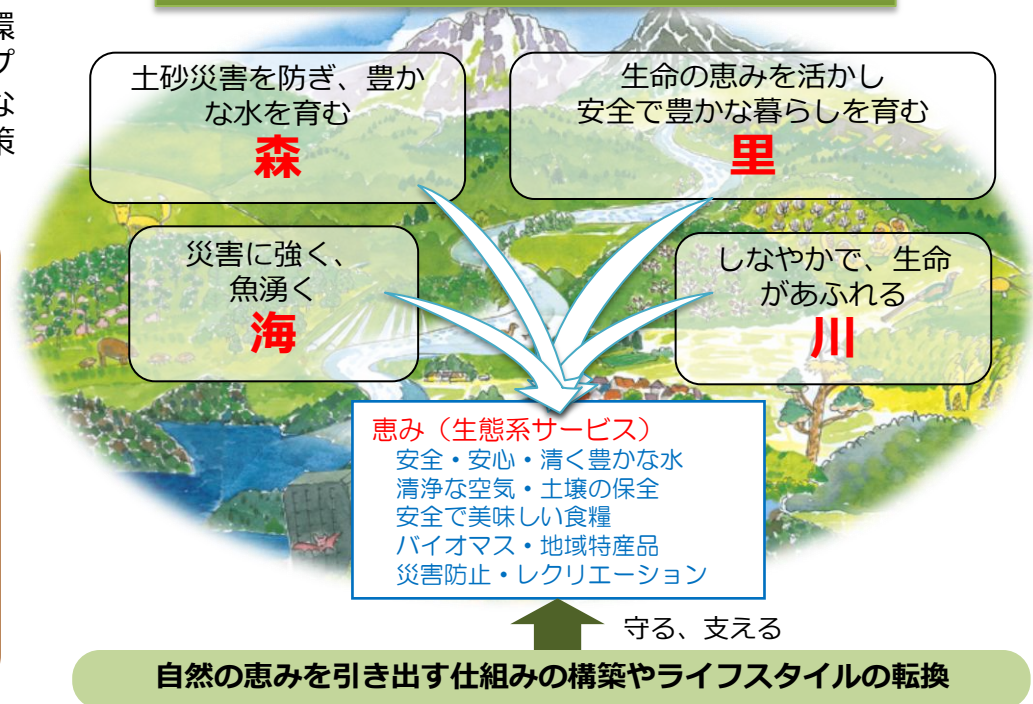 環
プ
な
策
土砂災害を防ぎ、豊か
な水を育む
森
生命の恵みを活かし
安全で豊かな暮らしを育む
里
災害に強く、
魚湧く
海
しなやかで、生命
があふれる
川
恵み（生態系サービス）
安全・安心・清く豊かな水
清浄な空気・土壌の保全
安全で美味しい食糧
バイオマス・地域特産品
災害防止・レクリエーション
守る、支える
自然の恵みを引き出す仕組みの構築やライフスタイルの転換